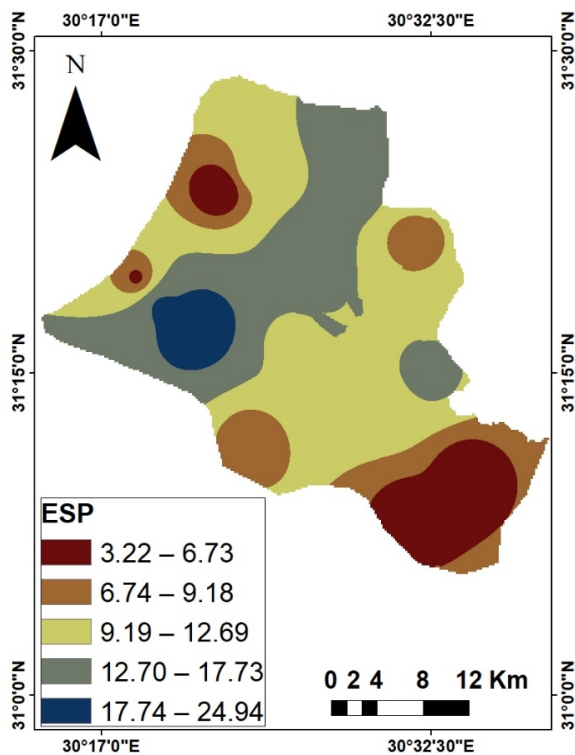 30°17'0"E
30°32'0"E
31°30'0"N
31°30'0"N
N
31°15'0"N
31°15'0"N
ESP
3.22 – 6.73
6.74 – 9.18
9.19 – 12.69
12.70 – 17.73
17.74 – 24.94
0 2 4 8 12 Km
31°0'0"N
31°0'0"N
30°17'0"E
30°32'0"E